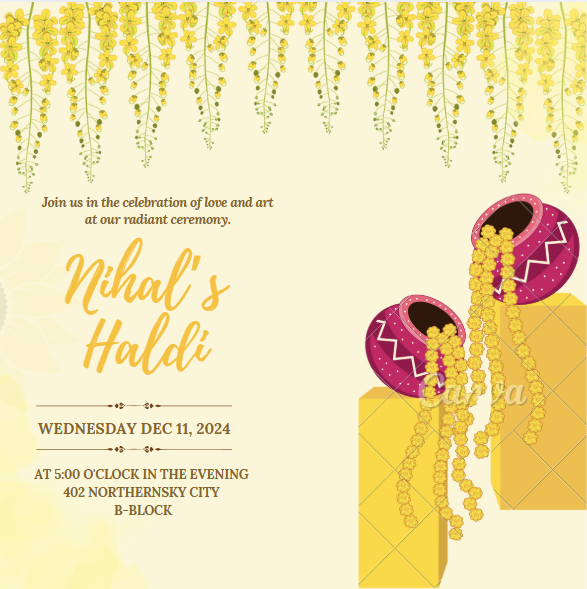 Join us in the celebration of love and art
at our radiant ceremony.
Nihal's
Haldi
WEDNESDAY DEC 11, 2024
AT 5:00 O'CLOCK IN THE EVENING
402 NORTHERNSKY CITY
B-BLOCK
Canva